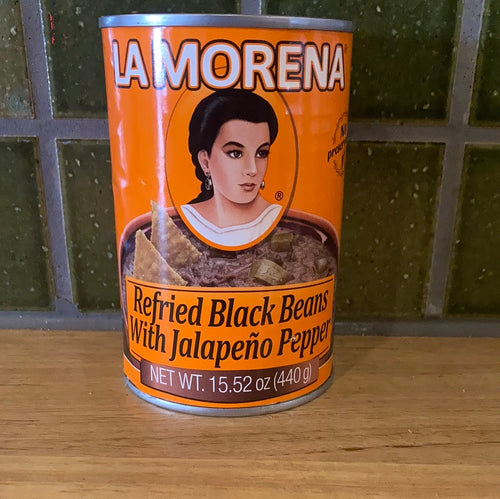 LA MORENA
®
Refried Black Beans
With Jalapeño Pepper
NET WT. 15.52 oz (440 g)